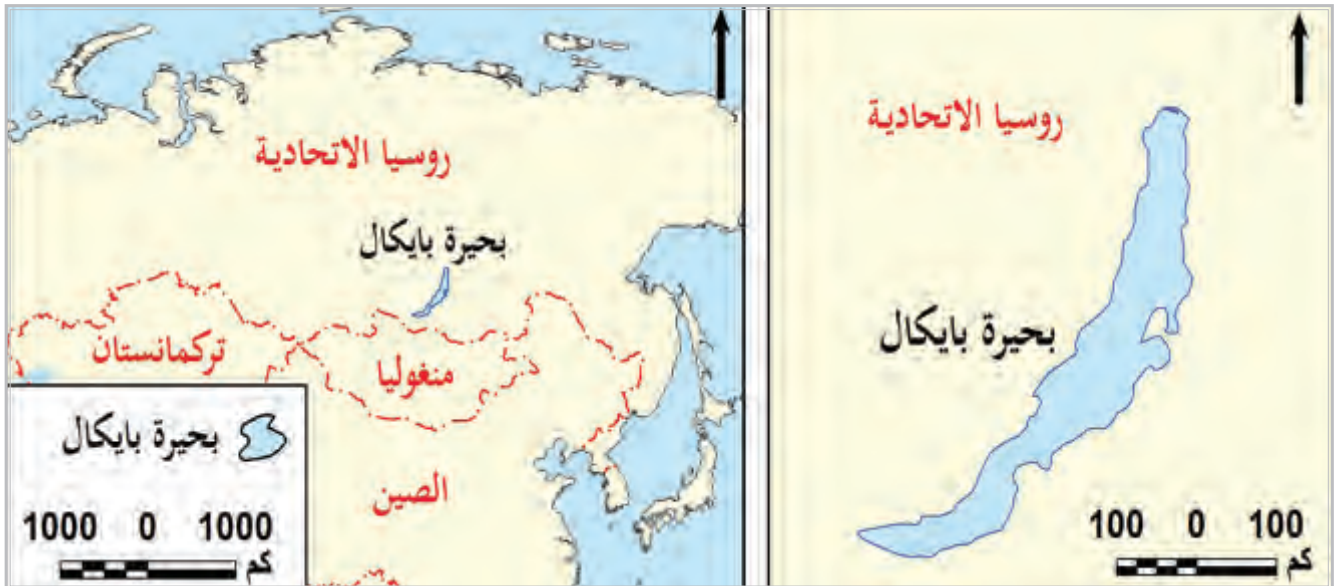 روسيا الاتحادية
بحيرة بايكال
100 0 100
كم
روسيا الاتحادية
بحيرة بايكال
تركمانستان
منغوليا
الصين
بحيرة بايكال
1000 0 1000
كم